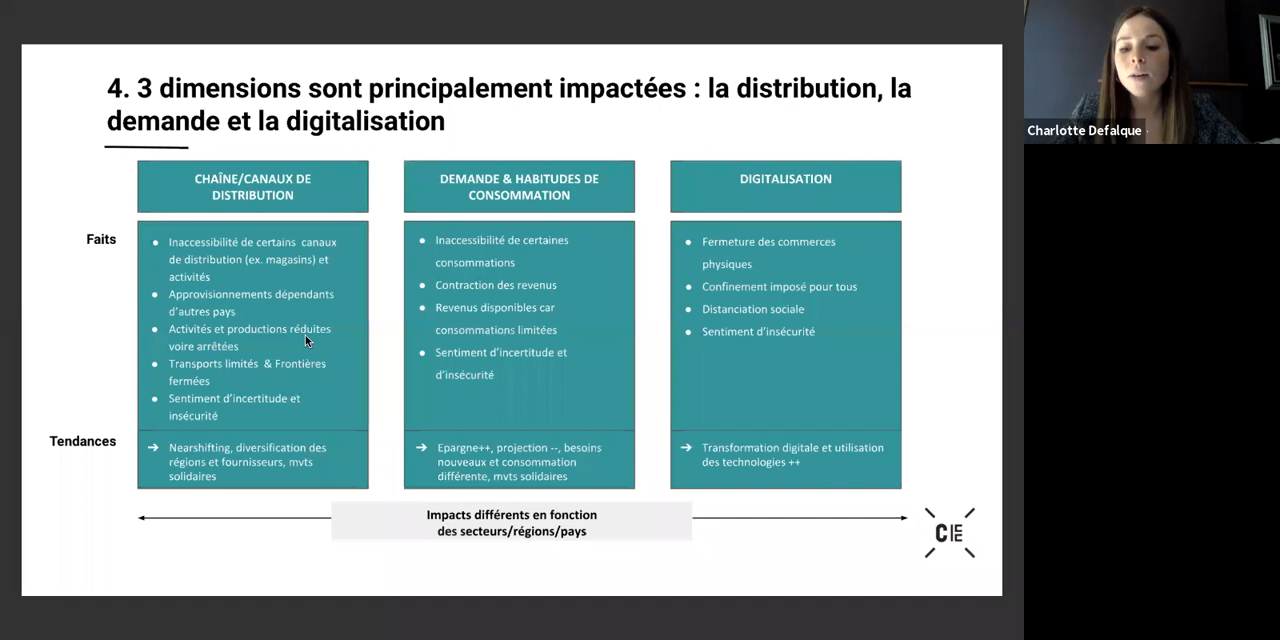 4. 3 dimensions sont principalement impactées : la distribution, la
demande et la digitalisation
CHAÎNE/CANAUX DE
DISTRIBUTION
DEMANDE & HABITUDES DE
CONSOMMATION
DIGITALISATION
Faits
● Inaccessibilité de certains canaux
de distribution (ex. magasins) et
activités
● Approvisionnements dépendants
d'autres pays
● Activités et productions réduites
voire arrêtées
● Transports limités & Frontières
fermées
● Sentiment d'incertitude et
insécurité
● Inaccessibilité de certaines
consommations
● Contraction des revenus
● Revenus disponibles car
consommations limitées
● Sentiment d'incertitude et
d'insécurité
● Fermeture des commerces
physiques
● Confinement imposé pour tous
● Distanciation sociale
● Sentiment d'insécurité
Tendances
➔ Nearshifting, diversification des
régions et fournisseurs, mvts
solidaires
➔ Epargne++, projection --, besoins
nouveaux et consommation
différente, mvts solidaires
➔ Transformation digitale et utilisation
des technologies ++
Impacts différents en fonction
des secteurs/régions/pays
CIE
Charlotte Defalque